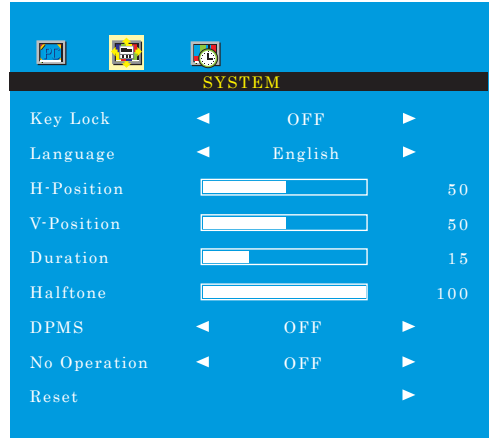 PC
SYSTEM
Key Lock OFF
Language English
H-Position 50
V-Position 50
Duration 15
Halftone 100
DPMS OFF
No Operation OFF
Reset